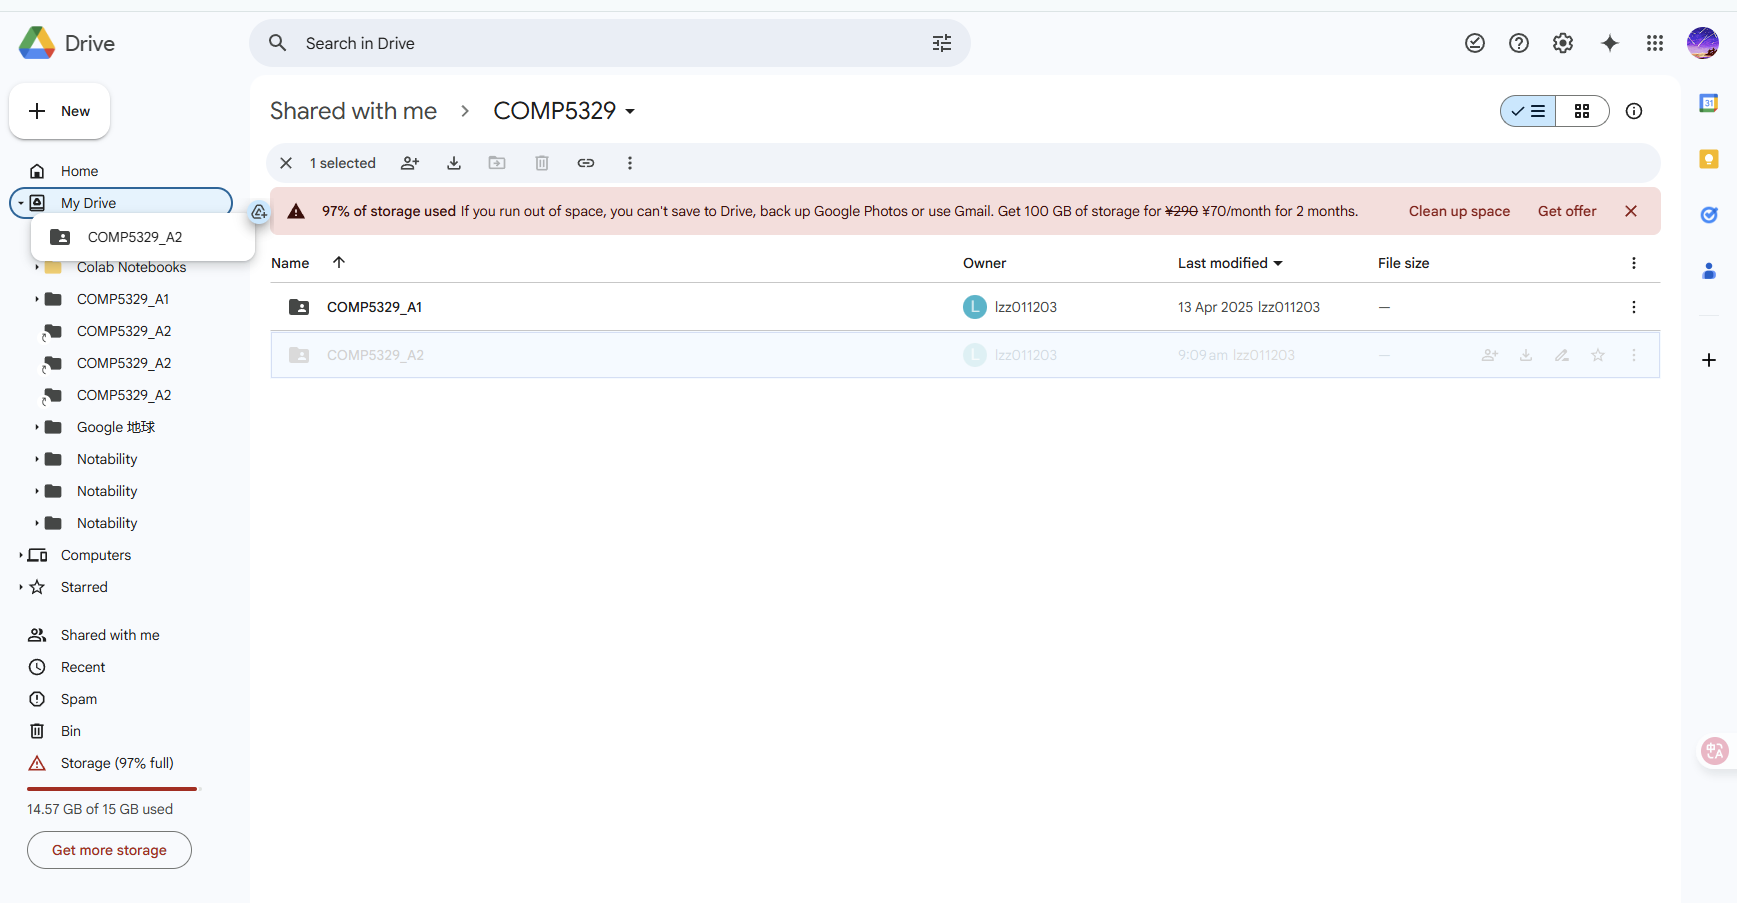 Drive
Search in Drive
New
Shared with me
COMP5329
1 selected
Home
My Drive
COMP5329_A2
97% of storage used If you run out of space, you can't save to Drive, back up Google Photos or use Gmail. Get 100 GB of storage for ¥290 ¥70/month for 2 months.
Clean up space
Get offer
Colab Notebooks
COMP5329_A1
COMP5329_A2
COMP5329_A2
COMP5329_A2
Google 地球
Notability
Notability
Notability
Computers
Starred
Shared with me
Recent
Spam
Bin
Storage (97% full)
14.57 GB of 15 GB used
Get more storage
Name Owner Last modified File size
COMP5329_A1 L lzz011203 13 Apr 2025 lzz011203 —
COMP5329_A2 L lzz011203 9:09 am lzz011203 —
31
中A